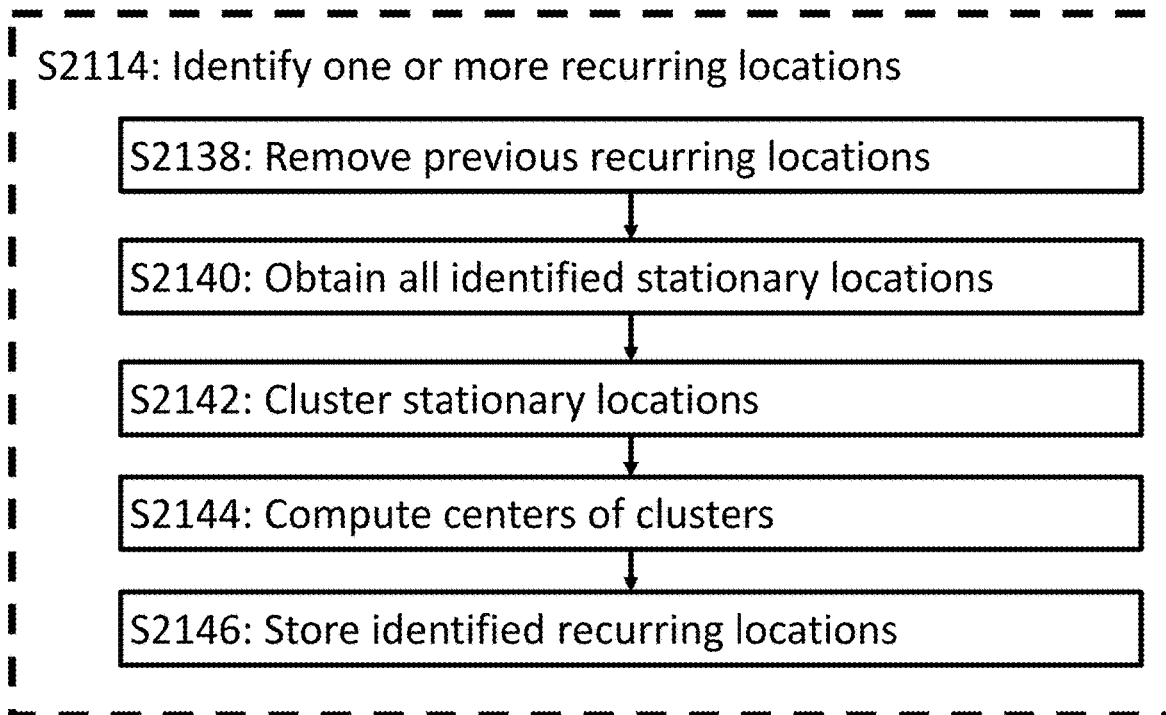 S2114: Identify one or more recurring locations
S2138: Remove previous recurring locations
S2140: Obtain all identified stationary locations
S2142: Cluster stationary locations
S2144: Compute centers of clusters
S2146: Store identified recurring locations